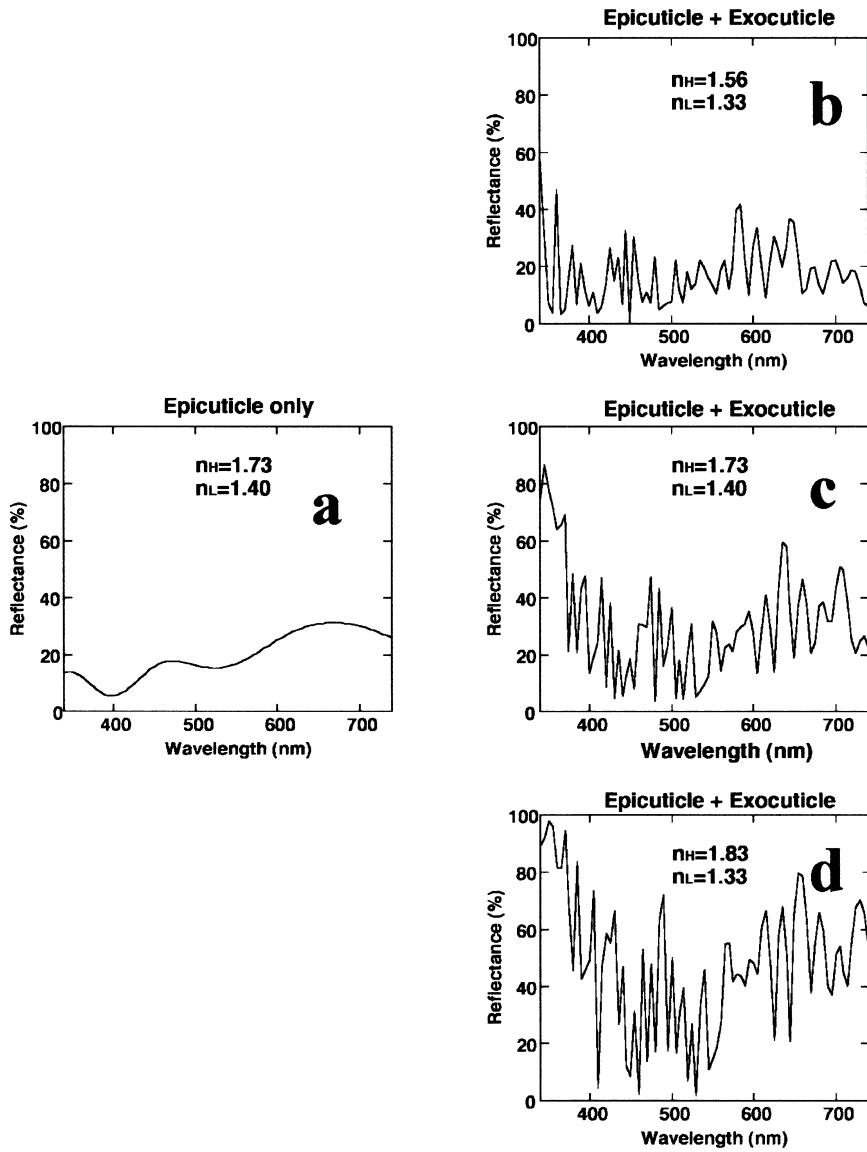 Epicuticle + Exocuticle
100
80
60
40
20
0
Reflectance (%)
nH=1.56
nL=1.33
b
400
500
600
700
Wavelength (nm)
Epicuticle only
100
80
60
40
20
0
Reflectance (%)
nH=1.73
nL=1.40
a
400
500
600
700
Wavelength (nm)
Epicuticle + Exocuticle
100
80
60
40
20
0
Reflectance (%)
nH=1.73
nL=1.40
c
400
500
600
700
Wavelength (nm)
Epicuticle + Exocuticle
100
80
60
40
20
0
Reflectance (%)
nH=1.83
nL=1.33
d
400
500
600
700
Wavelength (nm)